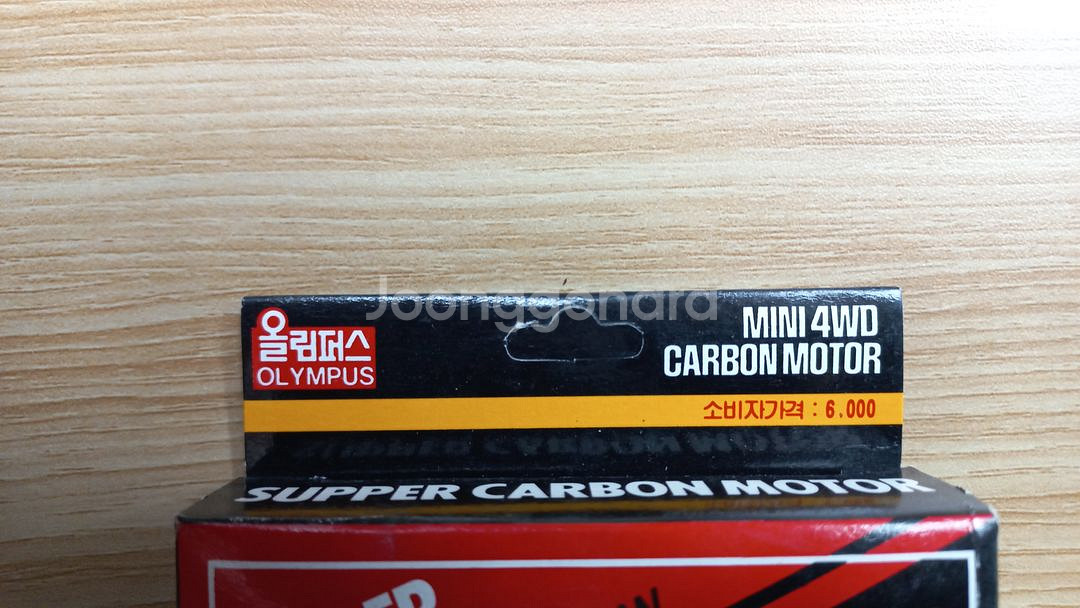 Joonggonara
올림퍼스
OLYMPUS
MINI 4WD
CARBON MOTOR
소비자가격 : 6.000
SUPPER CARBON MOTOR